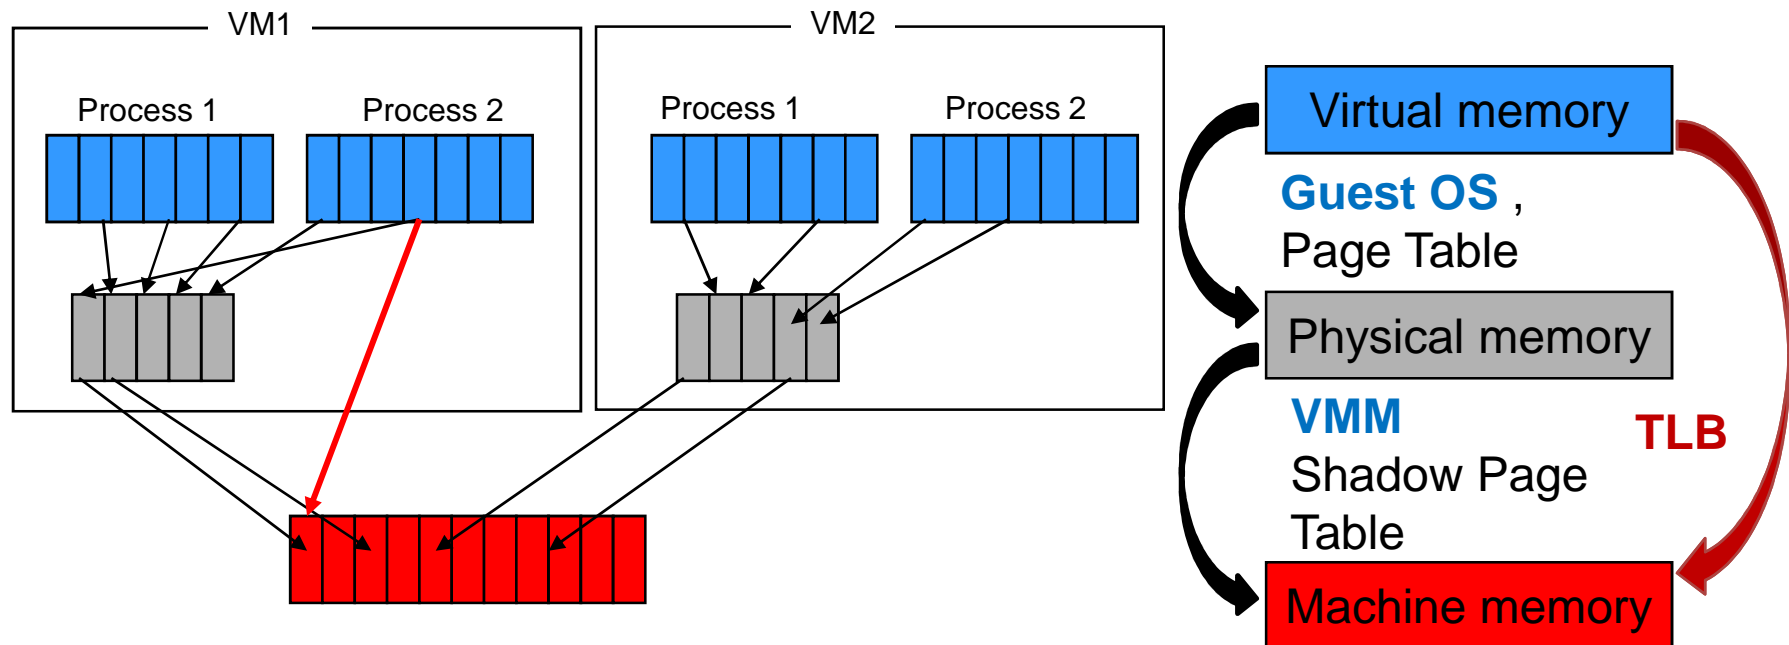 VM1
VM2
Process 1
Process 2
Process 1
Process 2
Virtual memory
Guest OS ,
Page Table
Physical memory
VMM
Shadow Page
Table
TLB
Machine memory